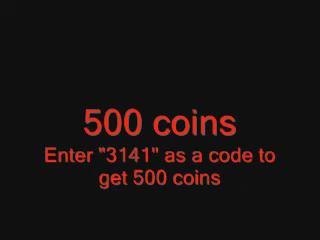 500 coins
Enter "3141" as a code to
get 500 coins